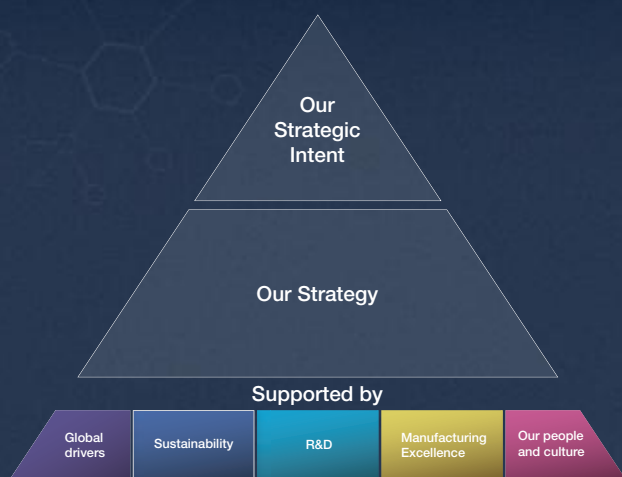 Our
Strategic
Intent
Our Strategy
Supported by
Global
drivers
Sustainability
R&D
Manufacturing
Excellence
Our people
and culture